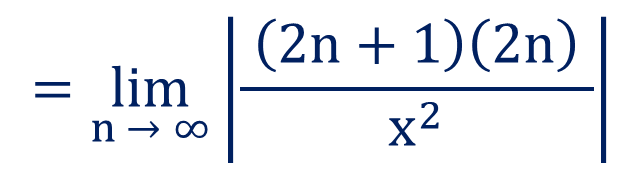 = lim n → ∞ | (2n + 1)(2n) / x² |